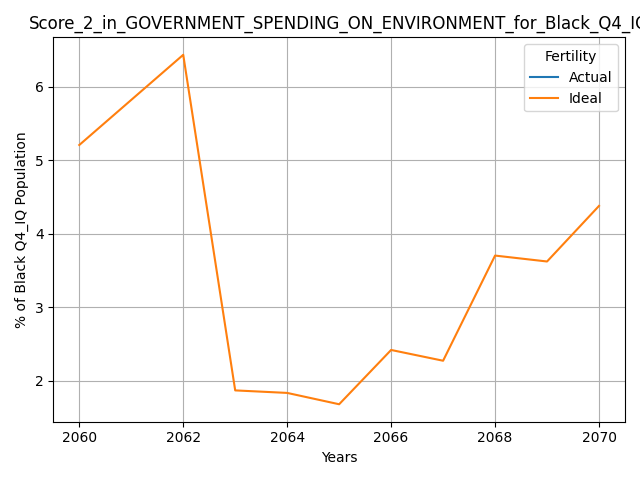 Score_2_in_GOVERNMENT_SPENDING_ON_ENVIRONMENT_for_Black_Q4_IQ
Fertility
Actual
Ideal
% of Black Q4_IQ Population
6
5
4
3
2
2060 2062 2064 2066 2068 2070
Years